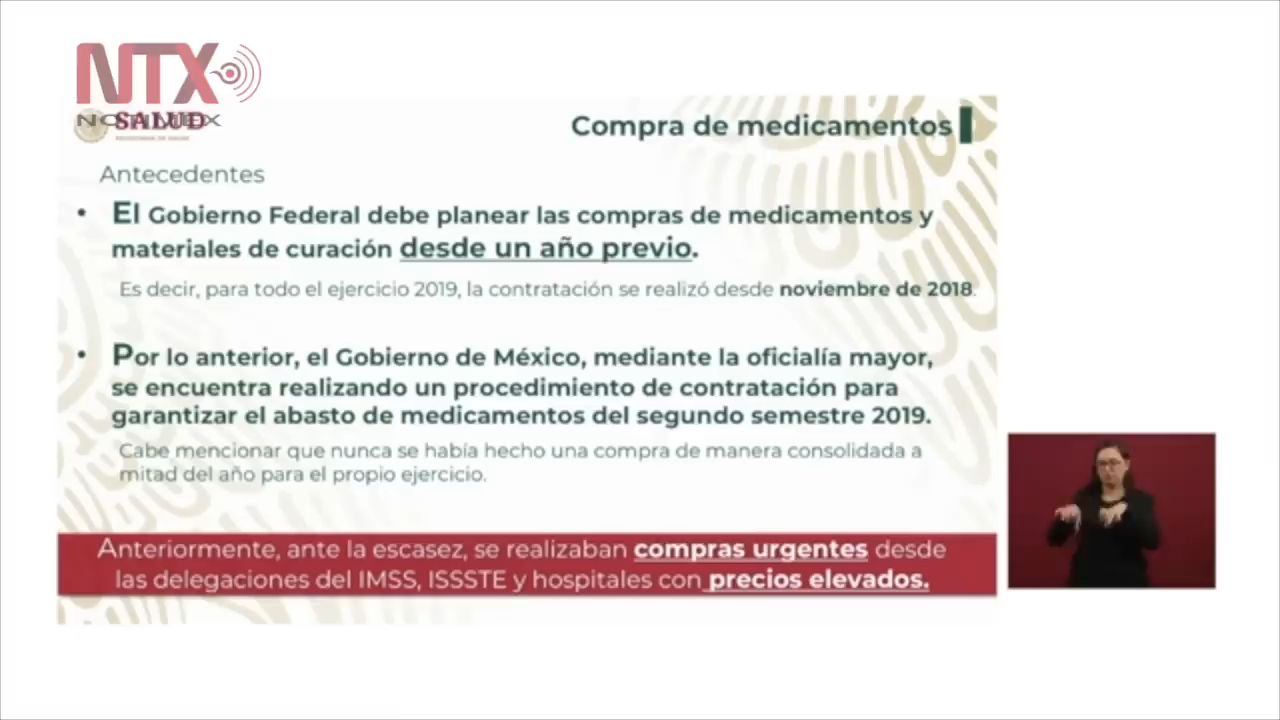 NTX
NOTIMEX
SALUD
Compra de medicamentos
Antecedentes
• El Gobierno Federal debe planear las compras de medicamentos y
materiales de curación desde un año previo.
Es decir, para todo el ejercicio 2019, la contratación se realizó desde noviembre de 2018.
• Por lo anterior, el Gobierno de México, mediante la oficialía mayor,
se encuentra realizando un procedimiento de contratación para
garantizar el abasto de medicamentos del segundo semestre 2019.
Cabe mencionar que nunca se había hecho una compra de manera consolidada a
mitad del año para el propio ejercicio.
Anteriormente, ante la escasez, se realizaban compras urgentes desde
las delegaciones del IMSS, ISSSTE y hospitales con precios elevados.